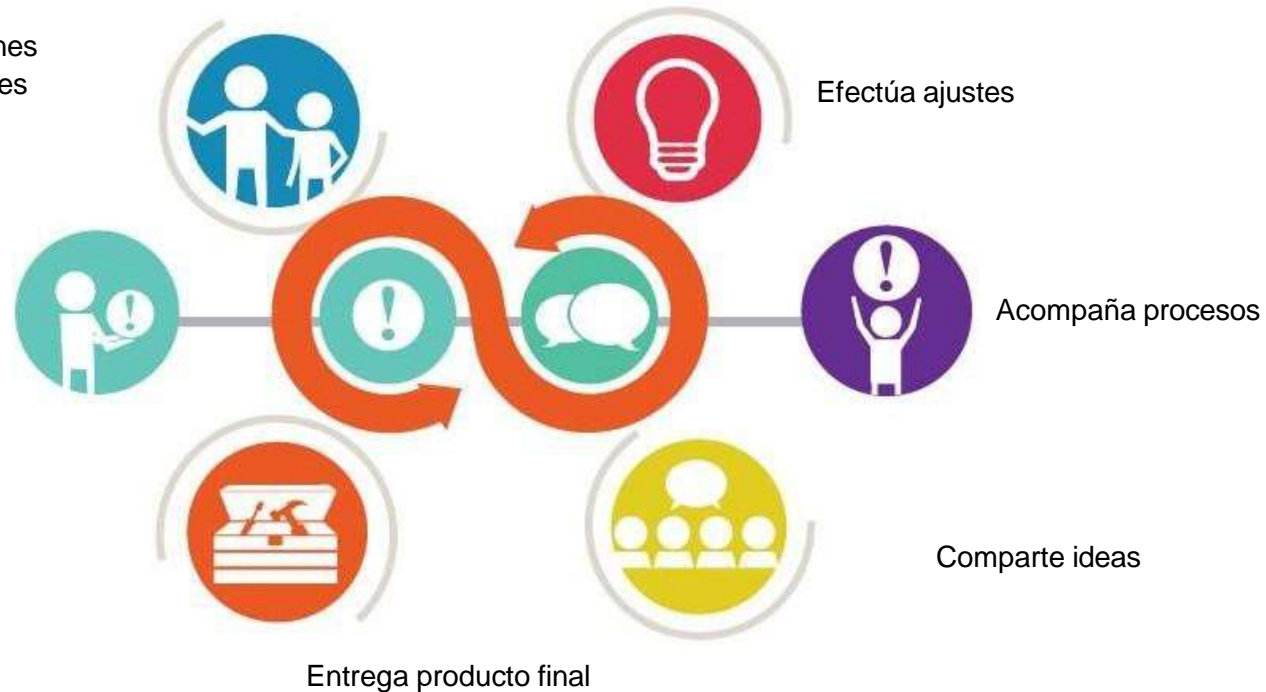 Efectúa ajustes
Acompaña procesos
Comparte ideas
Entrega producto final